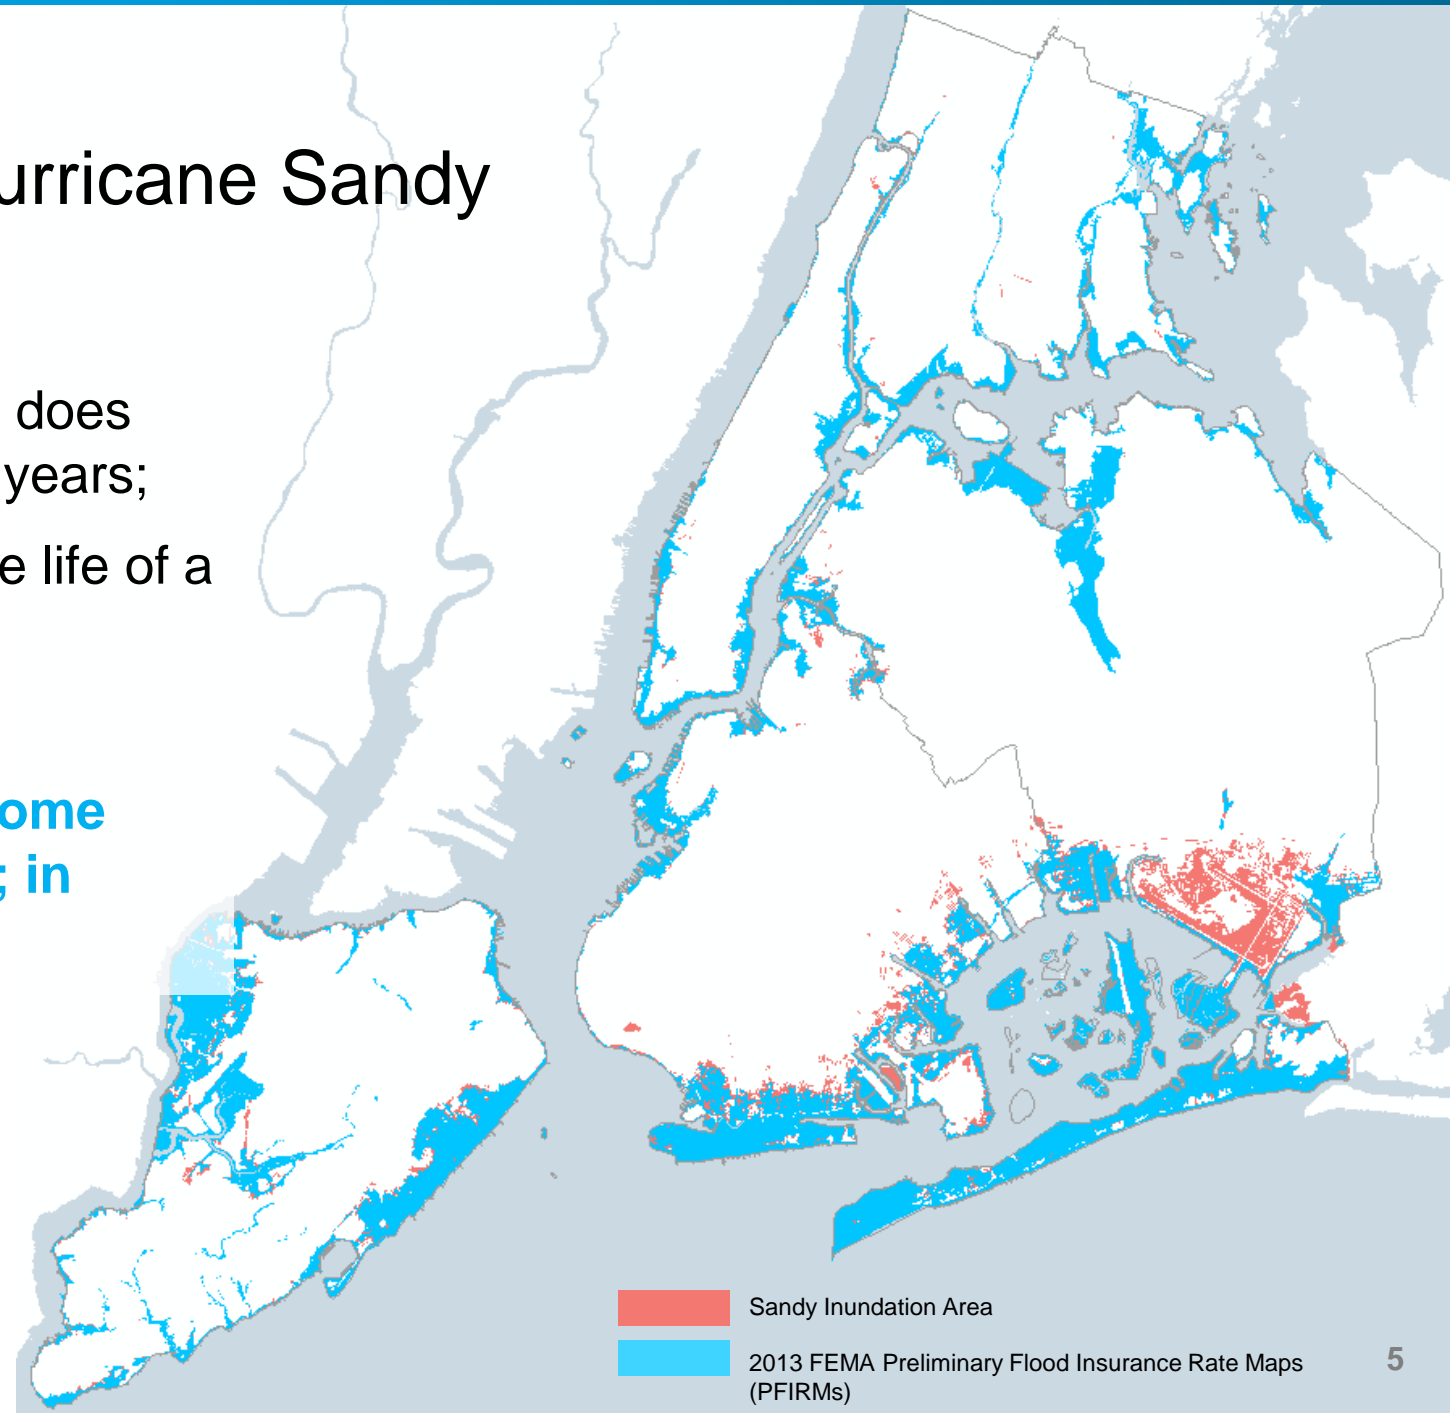 urricane Sandy
does
years;
e life of a
ome
; in
Sandy Inundation Area
2013 FEMA Preliminary Flood Insurance Rate Maps
(PFIRMs)
5